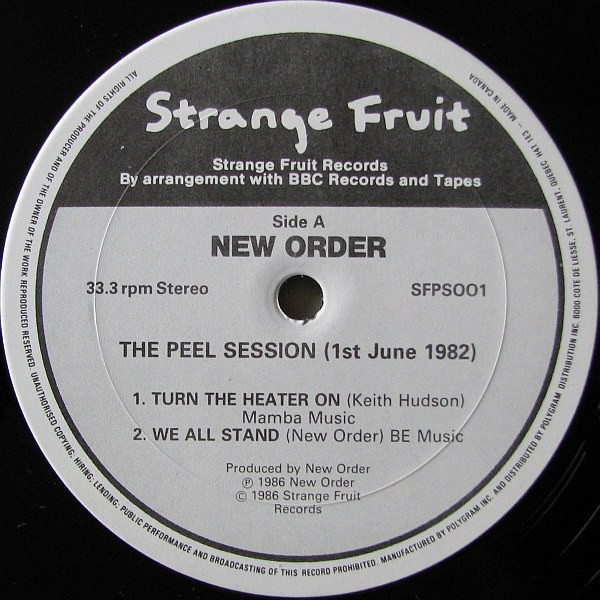 Strange Fruit
Strange Fruit Records
By arrangement with BBC Records and Tapes
Side A
NEW ORDER
33.3 rpm Stereo
SFPS001
THE PEEL SESSION (1st June 1982)
1. TURN THE HEATER ON (Keith Hudson)
Mamba Music
2. WE ALL STAND (New Order) BE Music
Produced by New Order
Ⓟ 1986 New Order
© 1986 Strange Fruit
Records
ALL RIGHTS OF THE PRODUCER AND OF THE OWNER OF THE WORK REPRODUCED RESERVED. UNAUTHORISED COPYING, HIRING, LENDING, PUBLIC PERFORMANCE AND BROADCASTING OF THIS RECORD PROHIBITED. MANUFACTURED BY POLYGRAM INC. AND DISTRIBUTED BY POLYGRAM DISTRIBUTION INC. 6000 COTE DE LIESSE, ST. LAURENT, QUEBEC H4T 1E3 – MADE IN CANADA